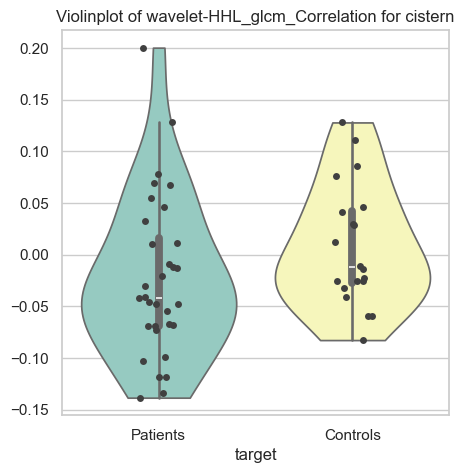 Violinplot of wavelet-HHL_glcm_Correlation for cistern
0.20
0.15
0.10
0.05
0.00
−0.05
−0.10
−0.15
Patients
Controls
target